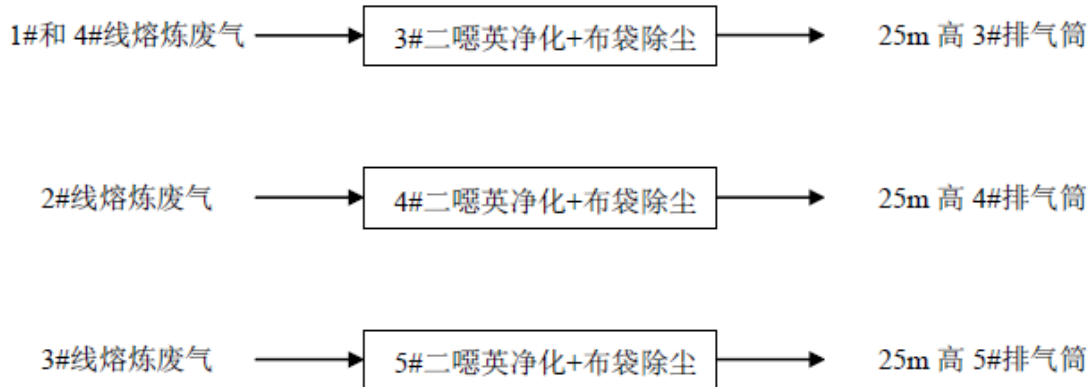 1#和 4#线熔炼废气 3#二噁英净化+布袋除尘 25m 高 3#排气筒
2#线熔炼废气 4#二噁英净化+布袋除尘 25m 高 4#排气筒
3#线熔炼废气 5#二噁英净化+布袋除尘 25m 高 5#排气筒